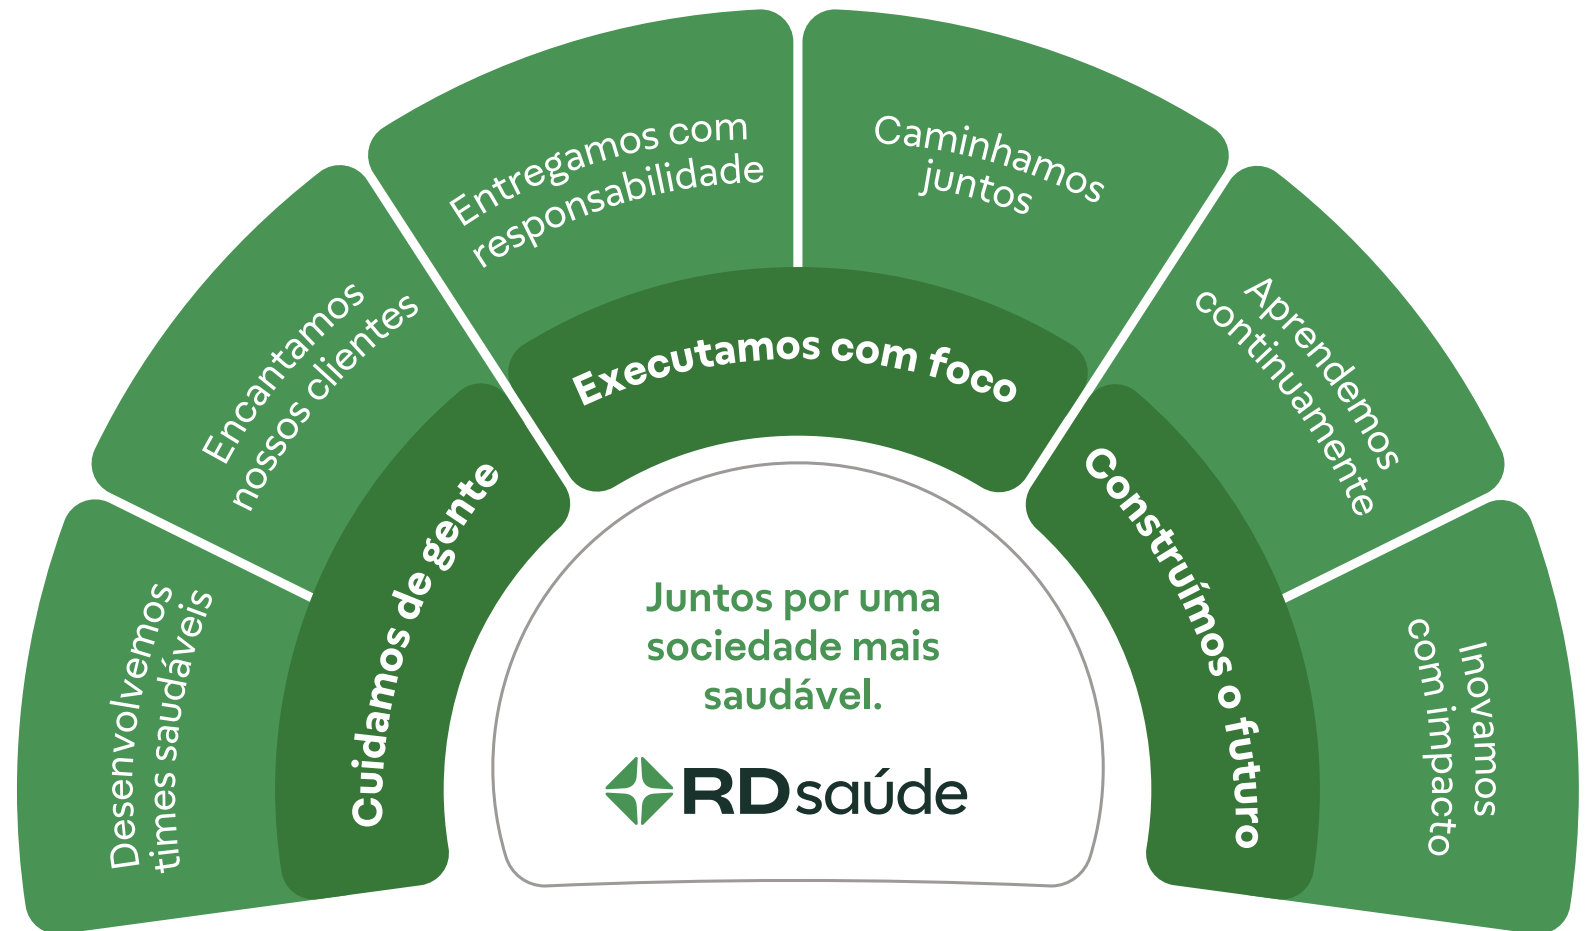 Desenvolvemos
times saudáveis
Encantamos
nossos clientes
Cuidamos de gente
Entregamos com
responsabilidade
Caminhamos
juntos
Executamos com foco
Aprendemos
continuamente
Inovamos
com impacto
Construímos o futuro
Juntos por uma
sociedade mais
saudável.
RDsaúde